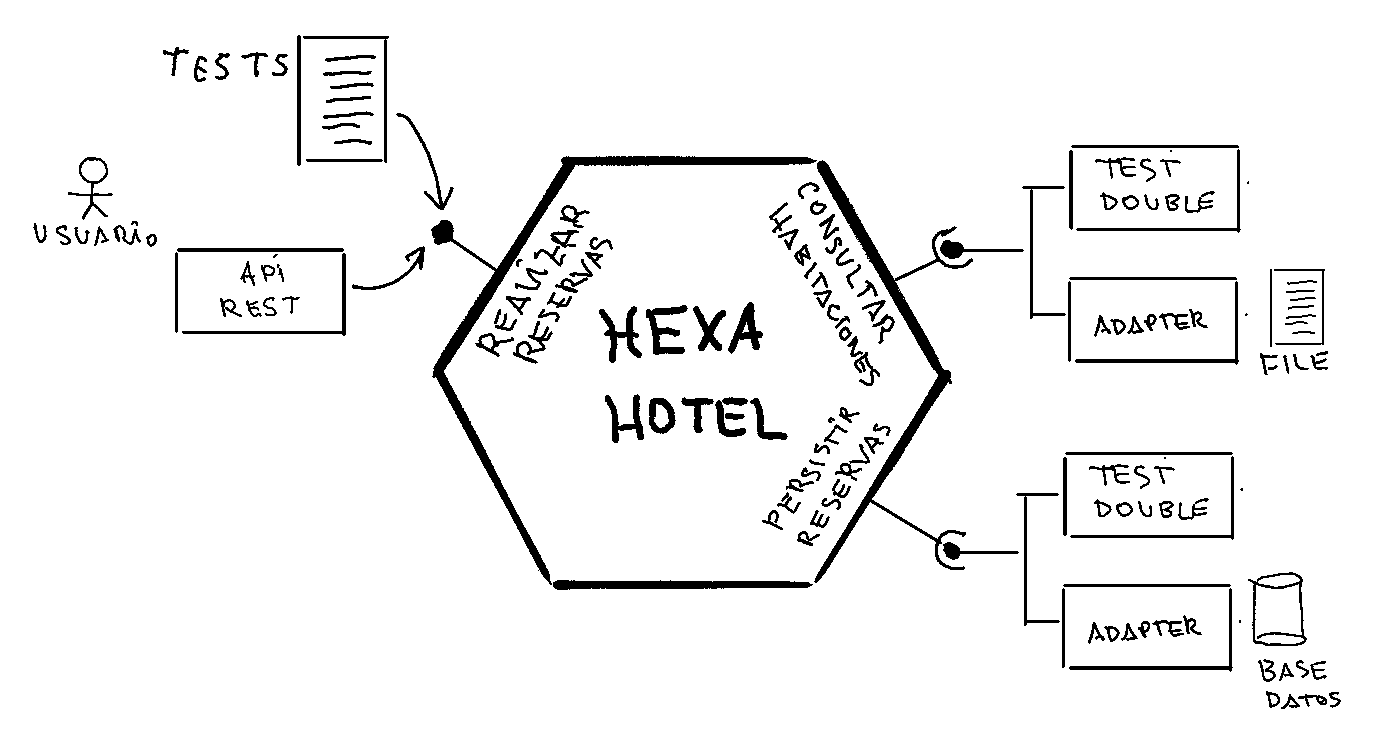 TESTS
USUARIO
API
REST
REALIZAR
RESERVAS
HEXA
HOTEL
CONSULTAR
HABITACIONES
PERSISTIR
RESERVAS
TEST
DOUBLE
ADAPTER
FILE
TEST
DOUBLE
ADAPTER
BASE
DATOS